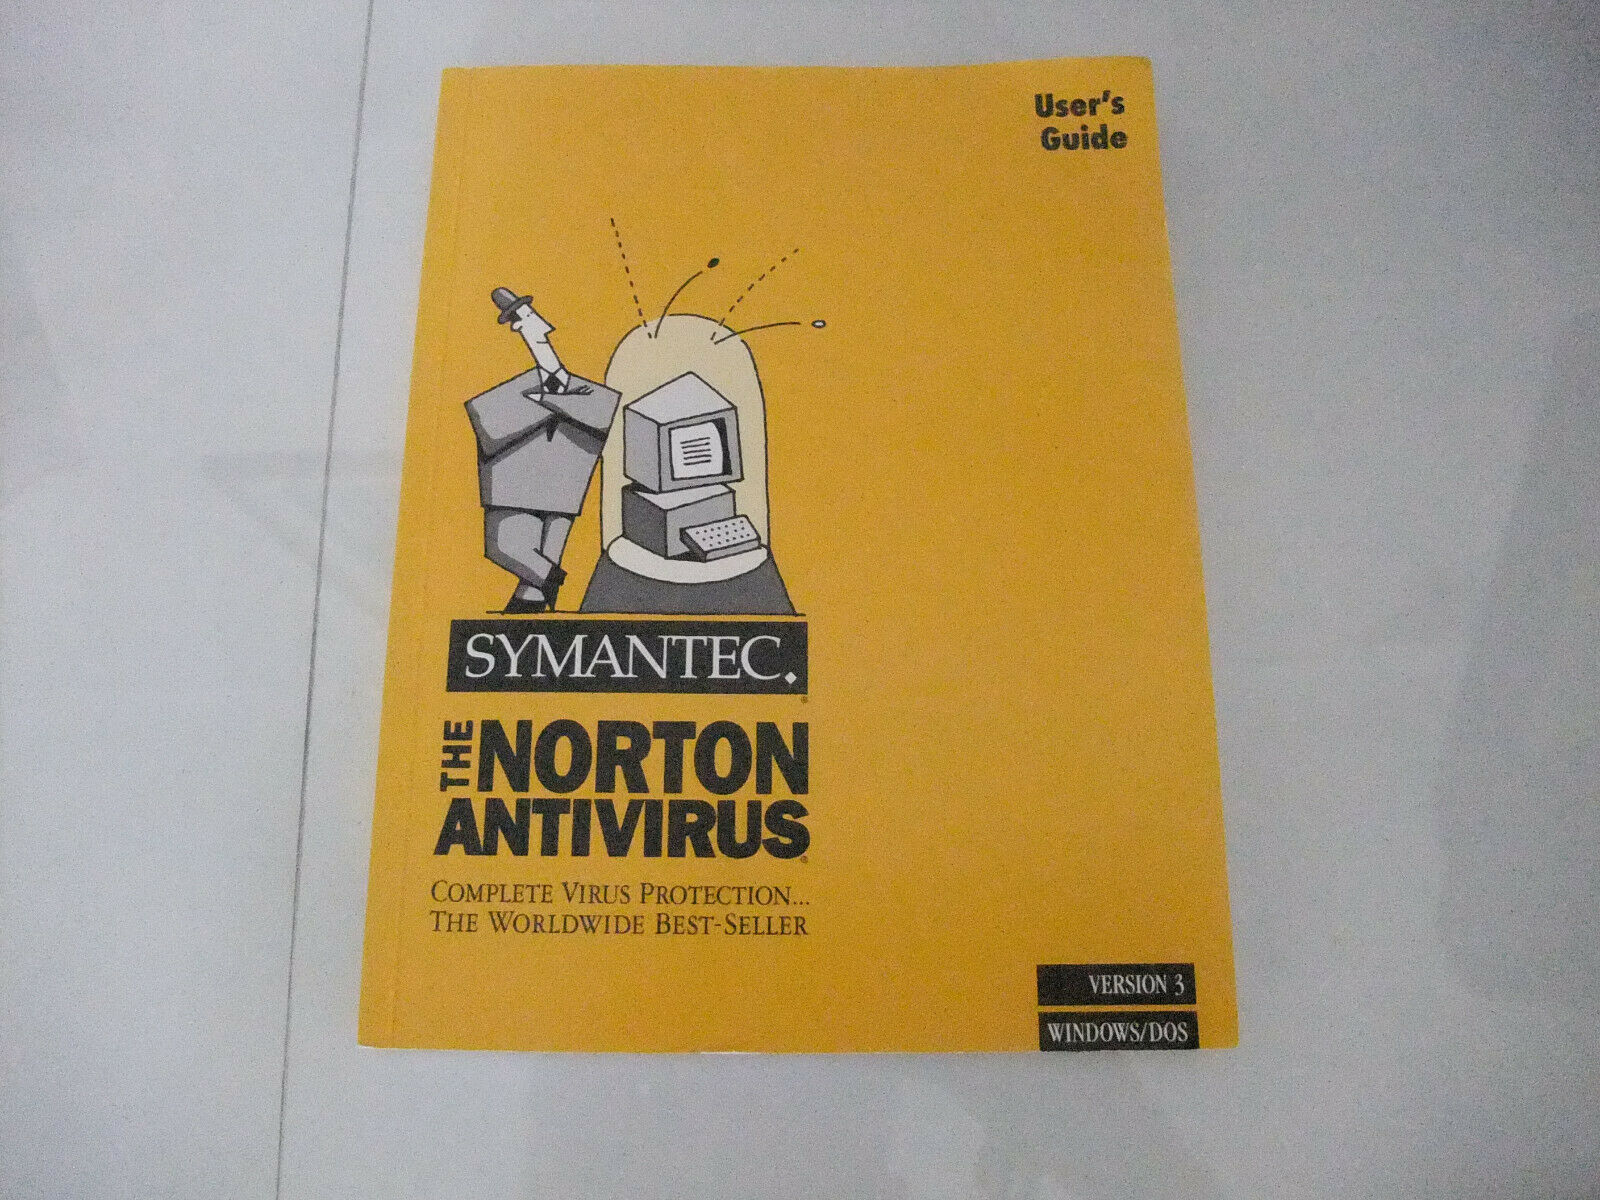 User's
Guide
SYMANTEC.
THE NORTON
ANTIVIRUS
COMPLETE VIRUS PROTECTION...
THE WORLDWIDE BEST-SELLER
VERSION 3
WINDOWS/DOS